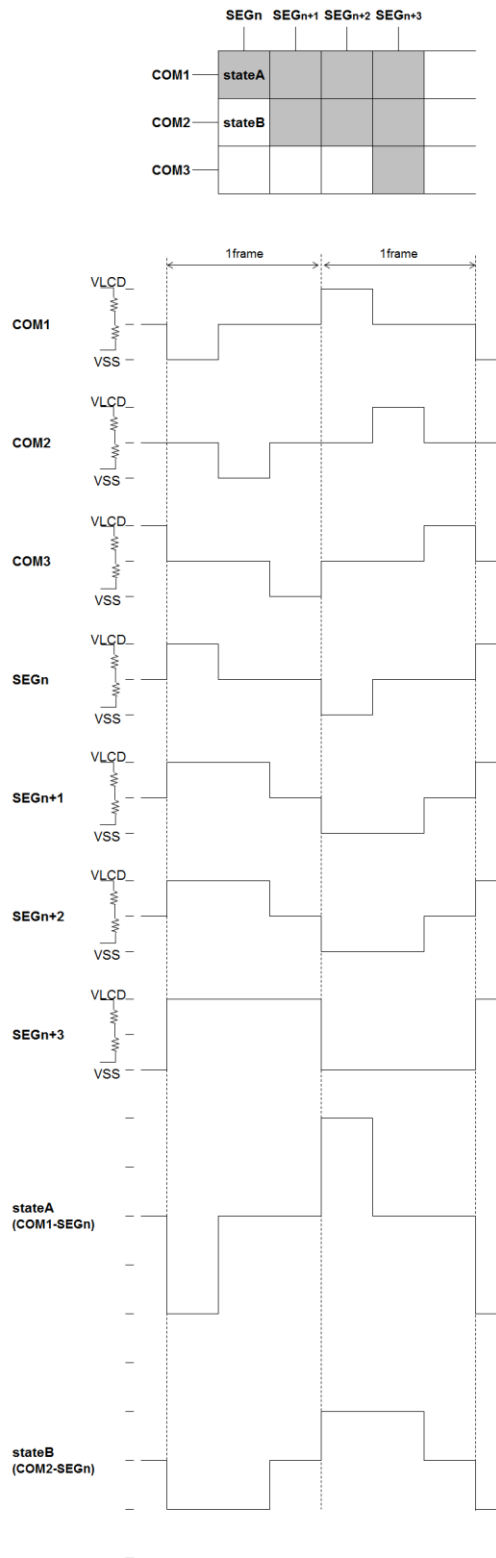 SEGn SEGn+1 SEGn+2 SEGn+3
COM1 stateA
COM2 stateB
COM3
1frame 1frame
VLCD
COM1
VSS
VLCD
COM2
VSS
VLCD
COM3
VSS
VLCD
SEGn
VSS
VLCD
SEGn+1
VSS
VLCD
SEGn+2
VSS
VLCD
SEGn+3
VSS
stateA
(COM1-SEGn)
stateB
(COM2-SEGn)